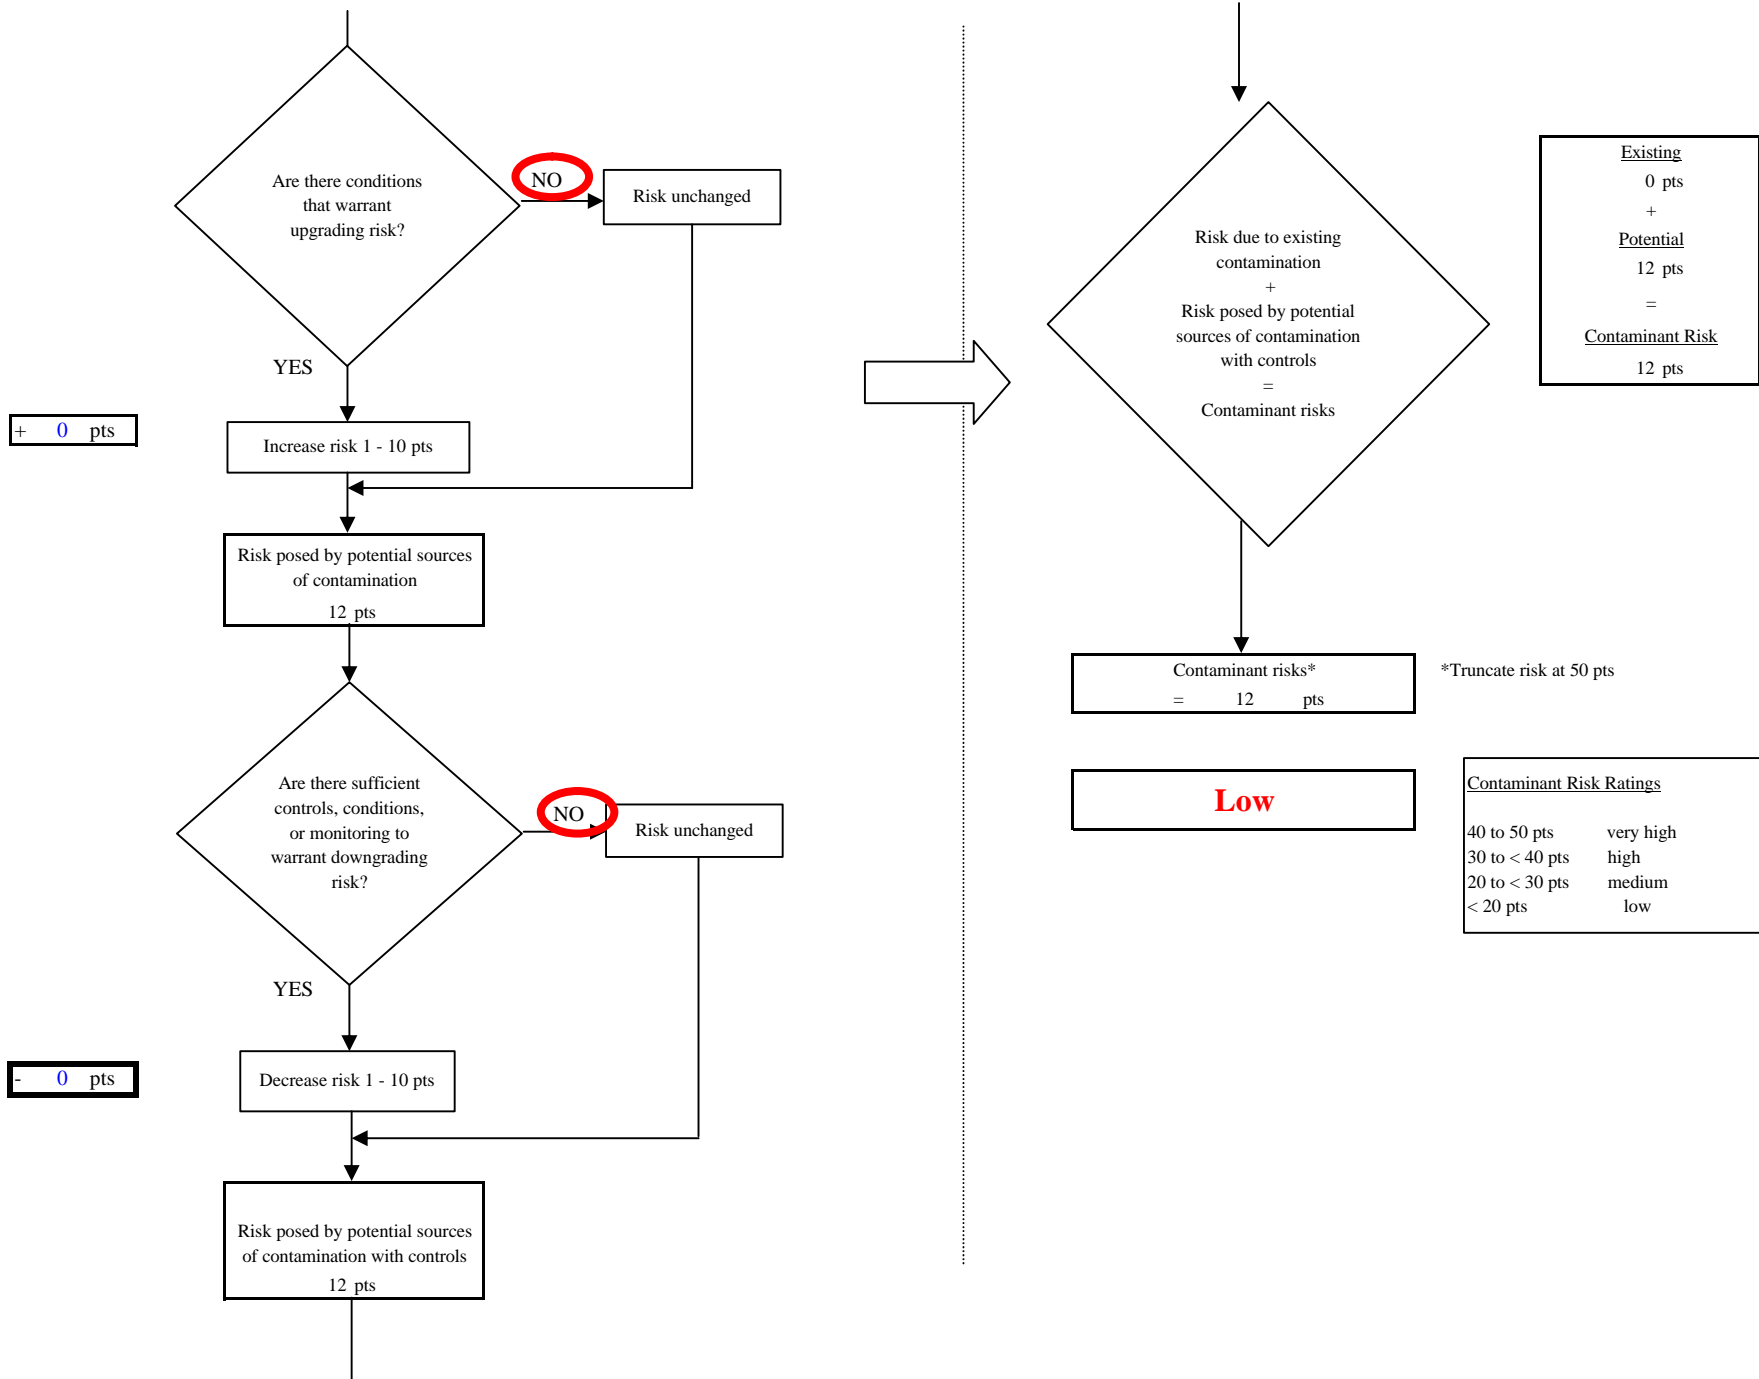 Are there conditions
that warrant
upgrading risk?
NO
Risk unchanged
YES
+ 0 pts
Increase risk 1 - 10 pts
Risk posed by potential sources
of contamination
12 pts
Are there sufficient
controls, conditions,
or monitoring to
warrant downgrading
risk?
NO
Risk unchanged
YES
- 0 pts
Decrease risk 1 - 10 pts
Risk posed by potential sources
of contamination with controls
12 pts
Risk due to existing
contamination
+
Risk posed by potential
sources of contamination
with controls
=
Contaminant risks
Existing
0 pts
+
Potential
12 pts
=
Contaminant Risk
12 pts
Contaminant risks*
= 12 pts
*Truncate risk at 50 pts
Low
Contaminant Risk Ratings
40 to 50 pts very high
30 to < 40 pts high
20 to < 30 pts medium
< 20 pts low